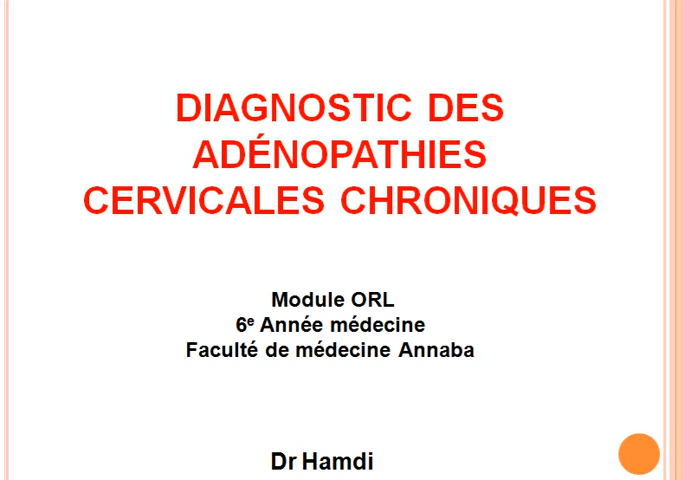 DIAGNOSTIC DES
ADÉNOPATHIES
CERVICALES CHRONIQUES
Module ORL
6e Année médecine
Faculté de médecine Annaba
Dr Hamdi